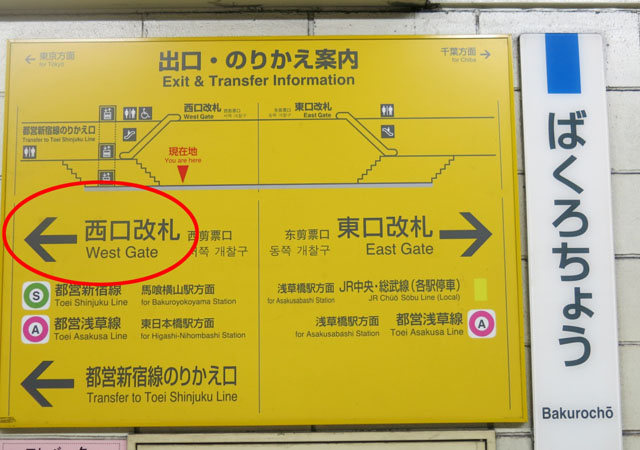 ← 東京方面
for Tokyo
出口・のりかえ案内
Exit & Transfer Information
千葉方面 →
for Chiba
西口改札
West Gate
東口改札
East Gate
都営新宿線のりかえ口
Transfer to Toei Shinjuku Line
現在地
You are here
← 西口改札
West Gate
西剪票口
개찰구
东剪票口
동쪽 개찰구
東口改札 →
East Gate
S 都営新宿線
Toei Shinjuku Line
馬喰横山駅方面
for Bakuroyokoyama Station
A 都営浅草線
Toei Asakusa Line
東日本橋駅方面
for Higashi-Nihombashi Station
浅草橋駅方面
for Asakusabashi Station
JR中央・総武線(各駅停車)
JR Chūō Sōbu Line (Local)
浅草橋駅方面
for Asakusabashi Station
都営浅草線 A
Toei Asakusa Line
← 都営新宿線のりかえ口
Transfer to Toei Shinjuku Line
ばくろちょう
Bakurochō